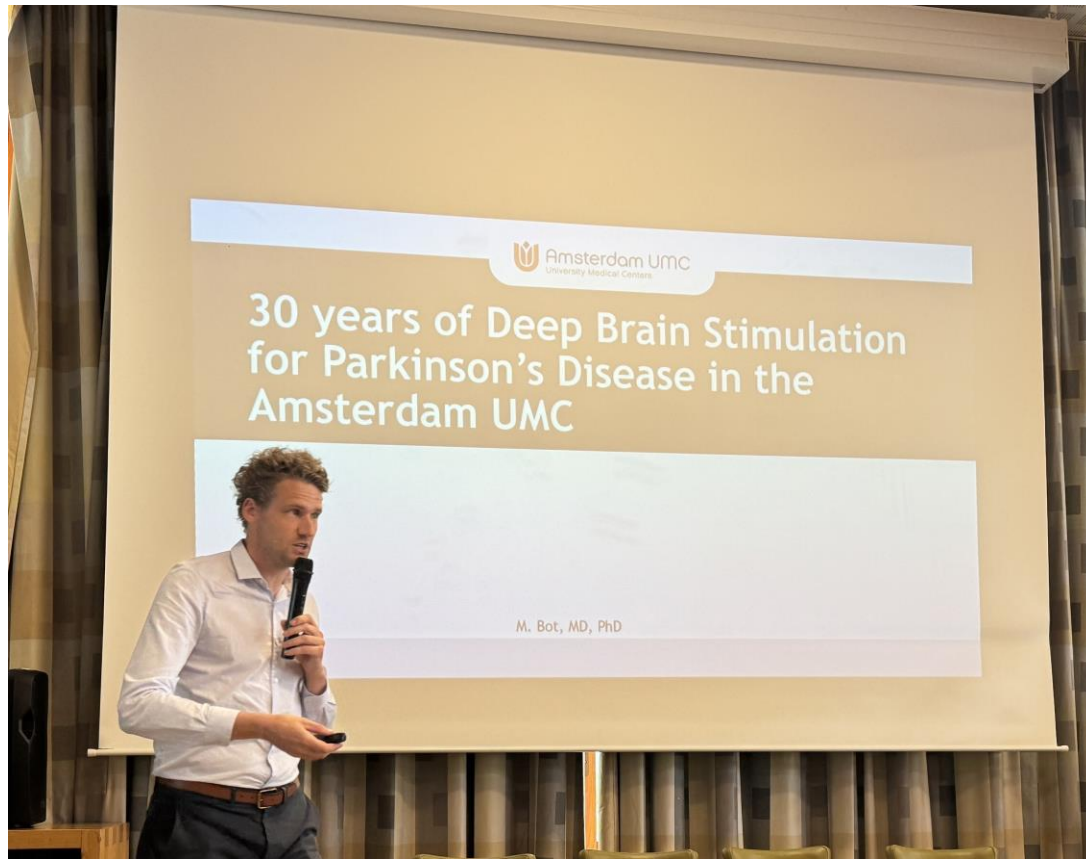 Amsterdam UMC
University Medical Centers
30 years of Deep Brain Stimulation
for Parkinson's Disease in the
Amsterdam UMC
M. Bot, MD, PhD